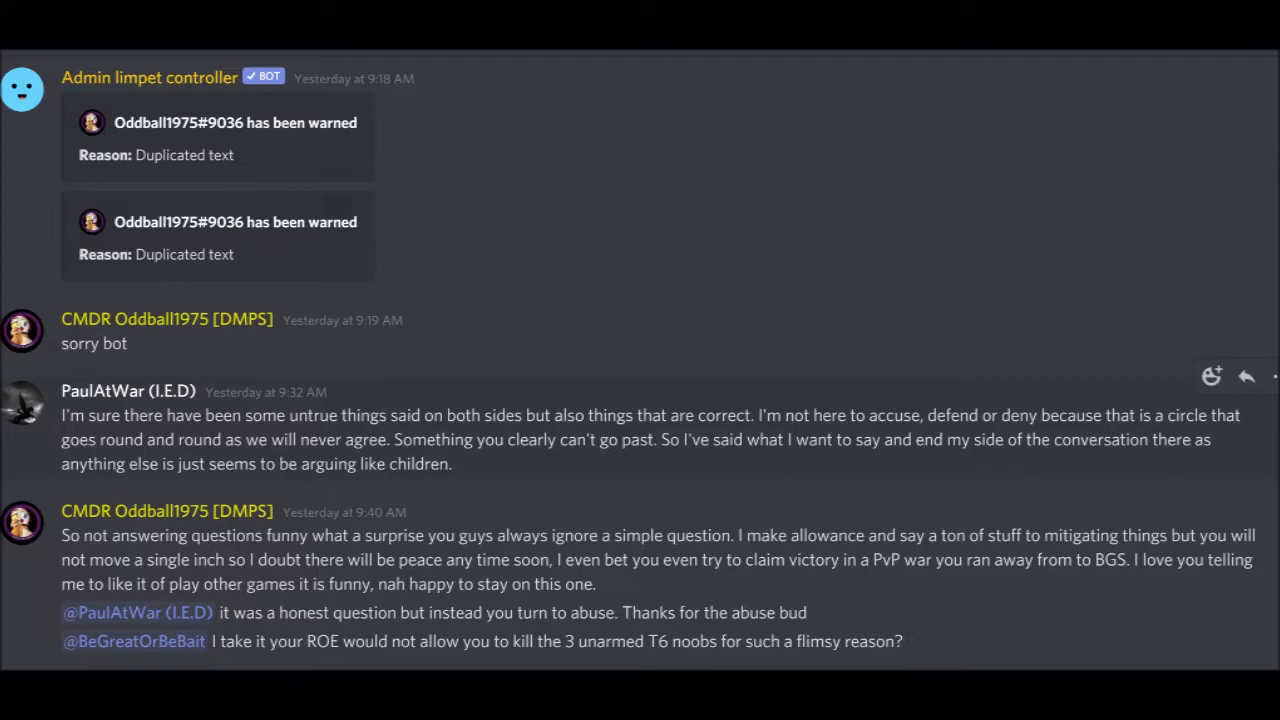 Admin limpet controller BOT Yesterday at 9:18 AM
Oddball1975#9036 has been warned
Reason: Duplicated text
Oddball1975#9036 has been warned
Reason: Duplicated text
CMDR Oddball1975 [DMPS] Yesterday at 9:19 AM
sorry bot
PaulAtWar (I.E.D) Yesterday at 9:32 AM
I'm sure there have been some untrue things said on both sides but also things that are correct. I'm not here to accuse, defend or deny because that is a circle that
goes round and round as we will never agree. Something you clearly can't go past. So I've said what I want to say and end my side of the conversation there as
anything else is just seems to be arguing like children.
CMDR Oddball1975 [DMPS] Yesterday at 9:40 AM
So not answering questions funny what a surprise you guys always ignore a simple question. I make allowance and say a ton of stuff to mitigating things but you will
not move a single inch so I doubt there will be peace any time soon, I even bet you even try to claim victory in a PvP war you ran away from to BGS. I love you telling
me to like it of play other games it is funny, nah happy to stay on this one.
@PaulAtWar (I.E.D) it was a honest question but instead you turn to abuse. Thanks for the abuse bud
@BeGreatOrBeBait I take it your ROE would not allow you to kill the 3 unarmed T6 noobs for such a flimsy reason?